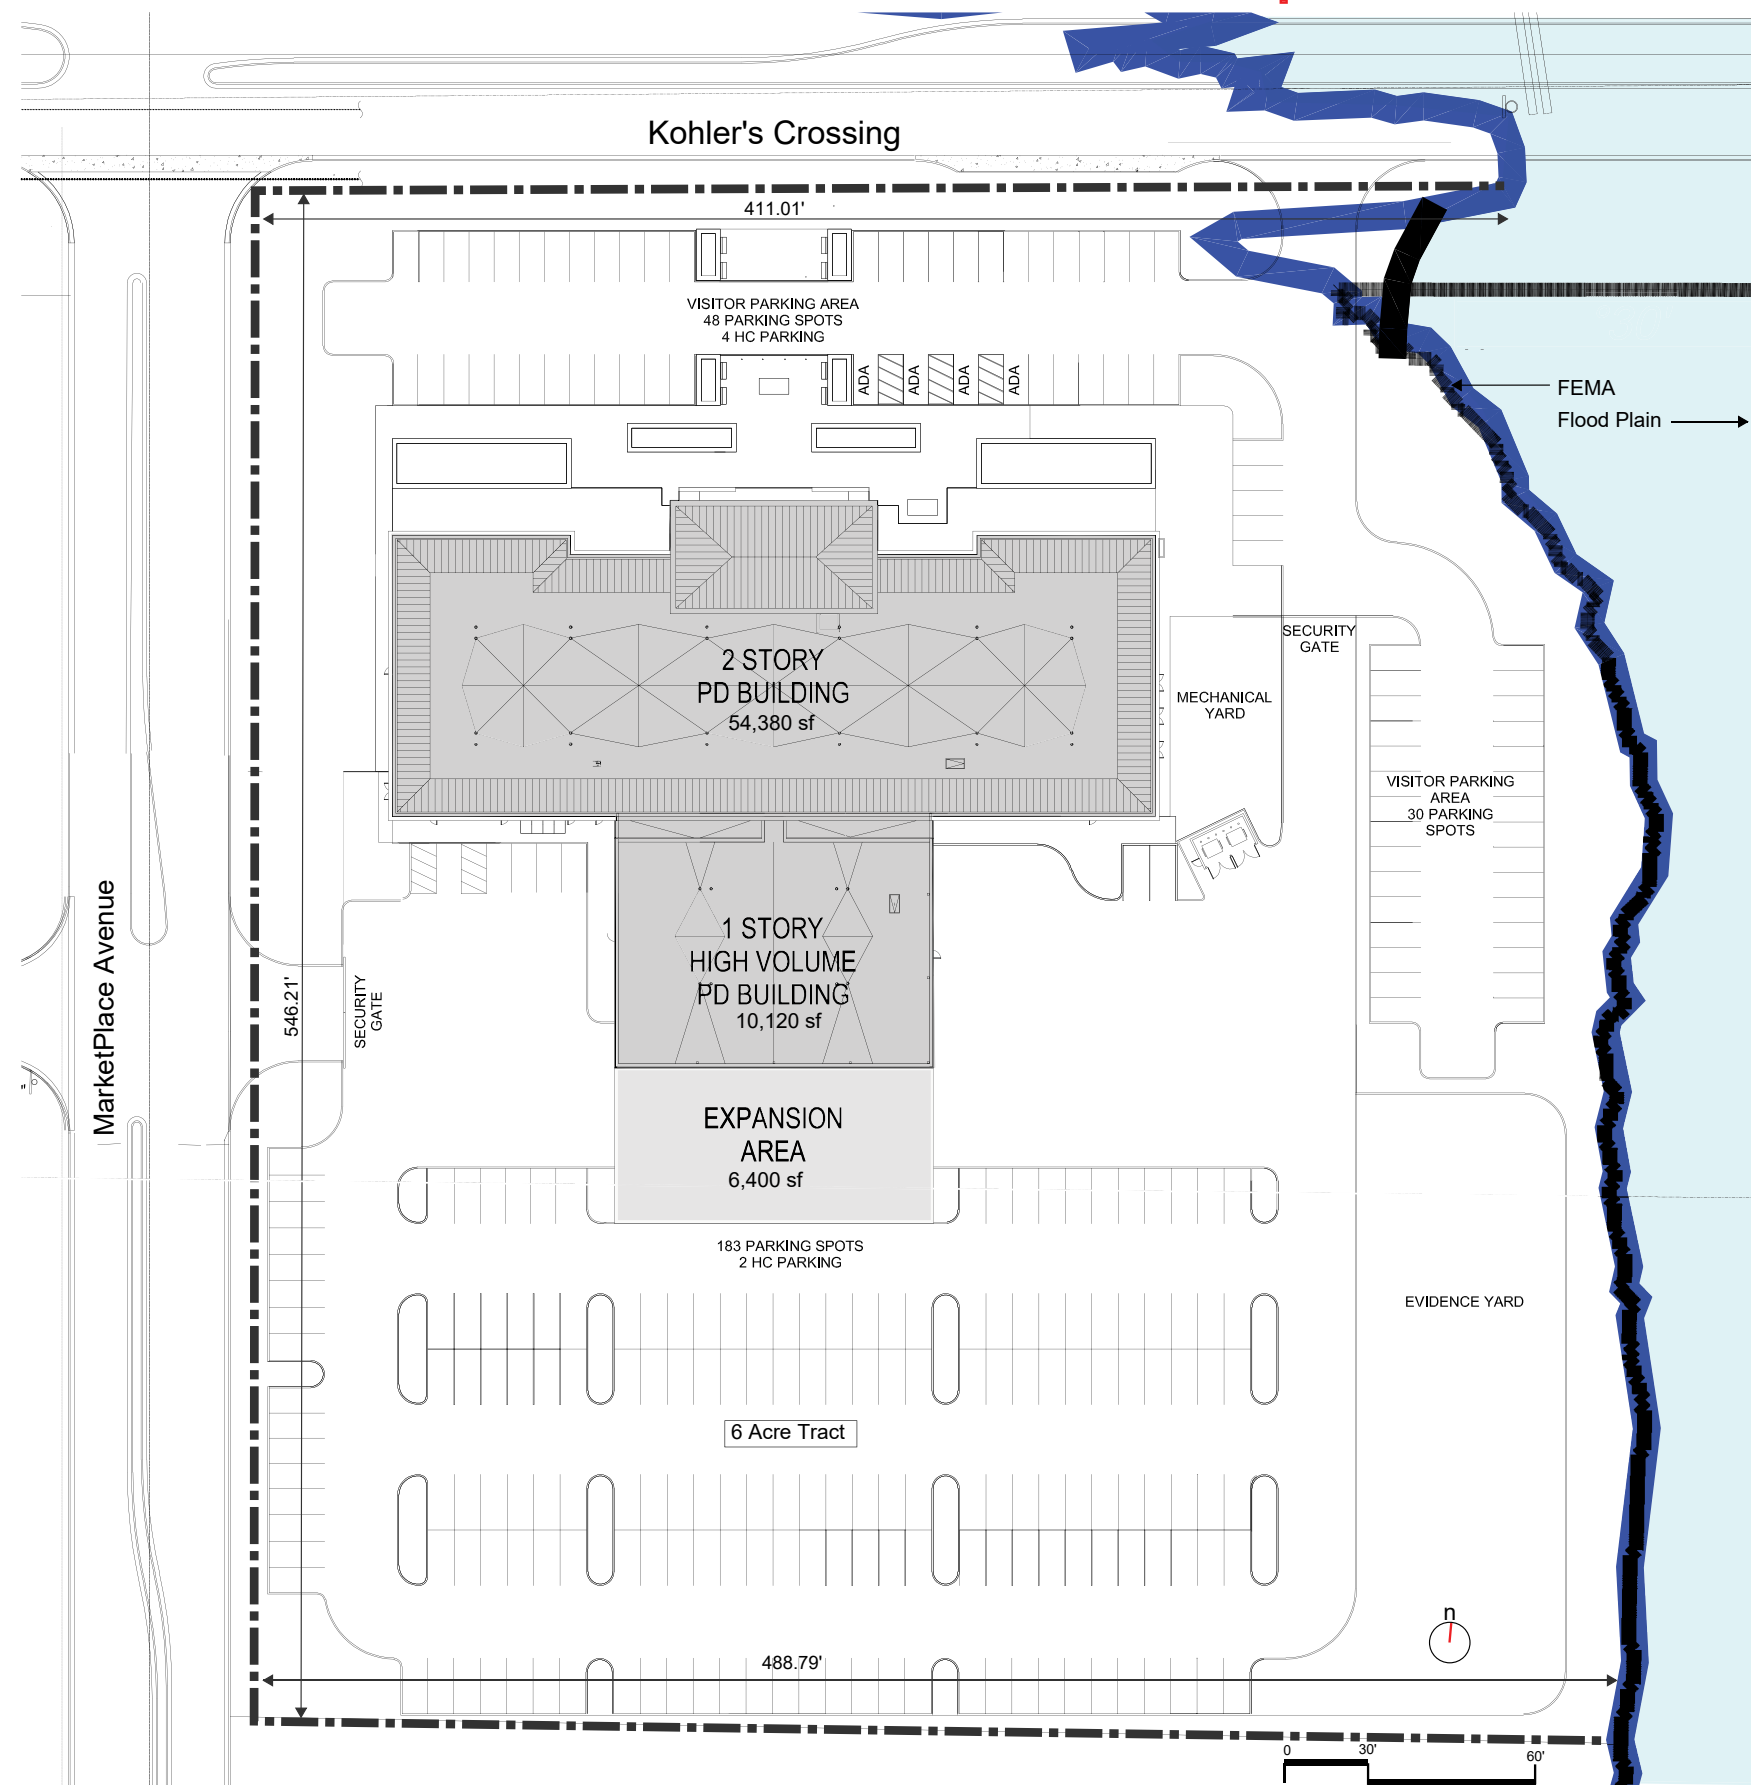 Kohler's Crossing
411.01'
VISITOR PARKING AREA
48 PARKING SPOTS
4 HC PARKING
ADA
ADA
ADA
ADA
FEMA
Flood Plain
2 STORY
PD BUILDING
54,380 sf
SECURITY
GATE
MECHANICAL
YARD
VISITOR PARKING
AREA
30 PARKING
SPOTS
1 STORY
HIGH VOLUME
PD BUILDING
10,120 sf
MarketPlace Avenue
546.21'
SECURITY
GATE
EXPANSION
AREA
6,400 sf
183 PARKING SPOTS
2 HC PARKING
EVIDENCE YARD
6 Acre Tract
n
488.79'
0
30'
60'